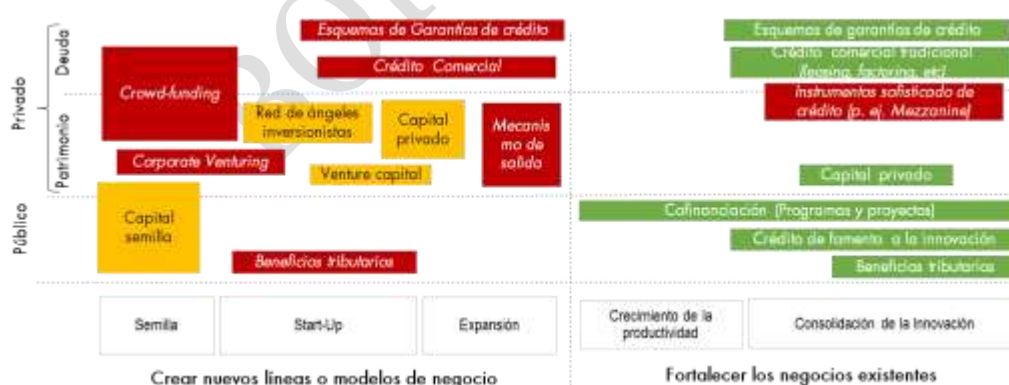 Esquemas de Garantías de crédito
Esquemas de garantías de crédito
Deuda
Crédito Comercial
Crédito comercial tradicional
(leasing, factoring, etc)
Privado
Crowd-funding
Instrumentos sofisticado de
crédito (p. ej. Mezzanine)
Red de ángeles
inversionistas
Capital
privado
Mecanis
mo de
salida
Patrimonio
Corporate Venturing
Venture capital
Capital privado
Público
Capital
semilla
Cofinanciación (Programas y proyectos)
Crédito de fomento a la innovación
Beneficios tributarios
Beneficios tributarios
Semilla
Start-Up
Expansión
Crecimiento de la
productividad
Consolidación de la Innovación
Crear nuevos líneas o modelos de negocio
Fortalecer los negocios existentes